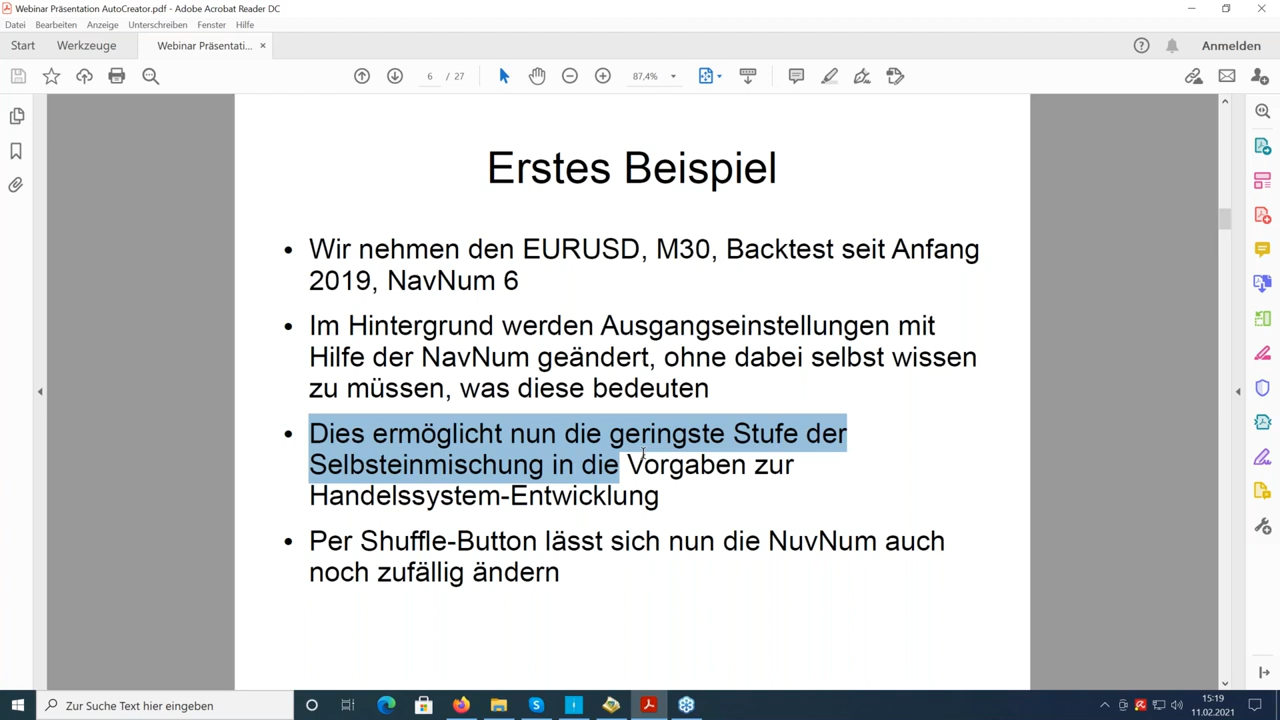 Webinar Präsentation AutoCreator.pdf - Adobe Acrobat Reader DC
Datei Bearbeiten Anzeige Unterschreiben Fenster Hilfe
Start Werkzeuge Webinar Präsentati... ×
6 / 27 87,4%
Anmelden
Erstes Beispiel
• Wir nehmen den EURUSD, M30, Backtest seit Anfang
2019, NavNum 6
• Im Hintergrund werden Ausgangseinstellungen mit
Hilfe der NavNum geändert, ohne dabei selbst wissen
zu müssen, was diese bedeuten
• Dies ermöglicht nun die geringste Stufe der
Selbsteinmischung in die Vorgaben zur
Handelssystem-Entwicklung
• Per Shuffle-Button lässt sich nun die NuvNum auch
noch zufällig ändern
Zur Suche Text hier eingeben
15:19
11.02.2021